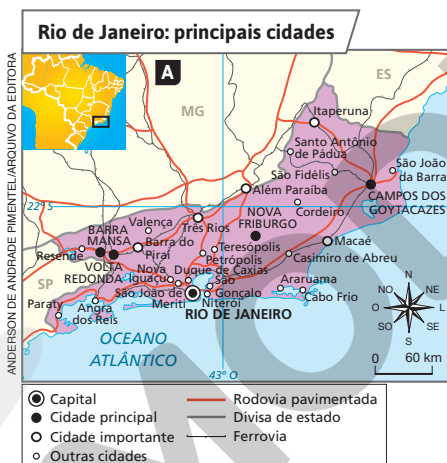 Rio de Janeiro: principais cidades
ANDERSON DE ANDRADE PIMENTEL/ARQUIVO DA EDITORA
A
ES
MG
Itaperuna
Santo Antônio
de Pádua
São Fidélis
São João
da Barra
Além Paraíba
CAMPOS DOS
GOYTACAZES
22° S
Cordeiro
NOVA
FRIBURGO
Valença
Três Rios
BARRA
MANSA
Barra do
Piraí
Teresópolis
Macaé
Resende
Petrópolis
Casimiro de Abreu
VOLTA
REDONDA
Nova
Iguaçu
Duque de Caxias
São
Gonçalo
Araruama
SP
Paraty
Angra
dos Reis
São João de
Meriti
Niterói
Cabo Frio
RIO DE JANEIRO
OCEANO
ATLÂNTICO
43° O
N
NO
NE
O
L
SO
SE
S
0 60 km
Capital
Cidade principal
Cidade importante
Outras cidades
Rodovia pavimentada
Divisa de estado
Ferrovia